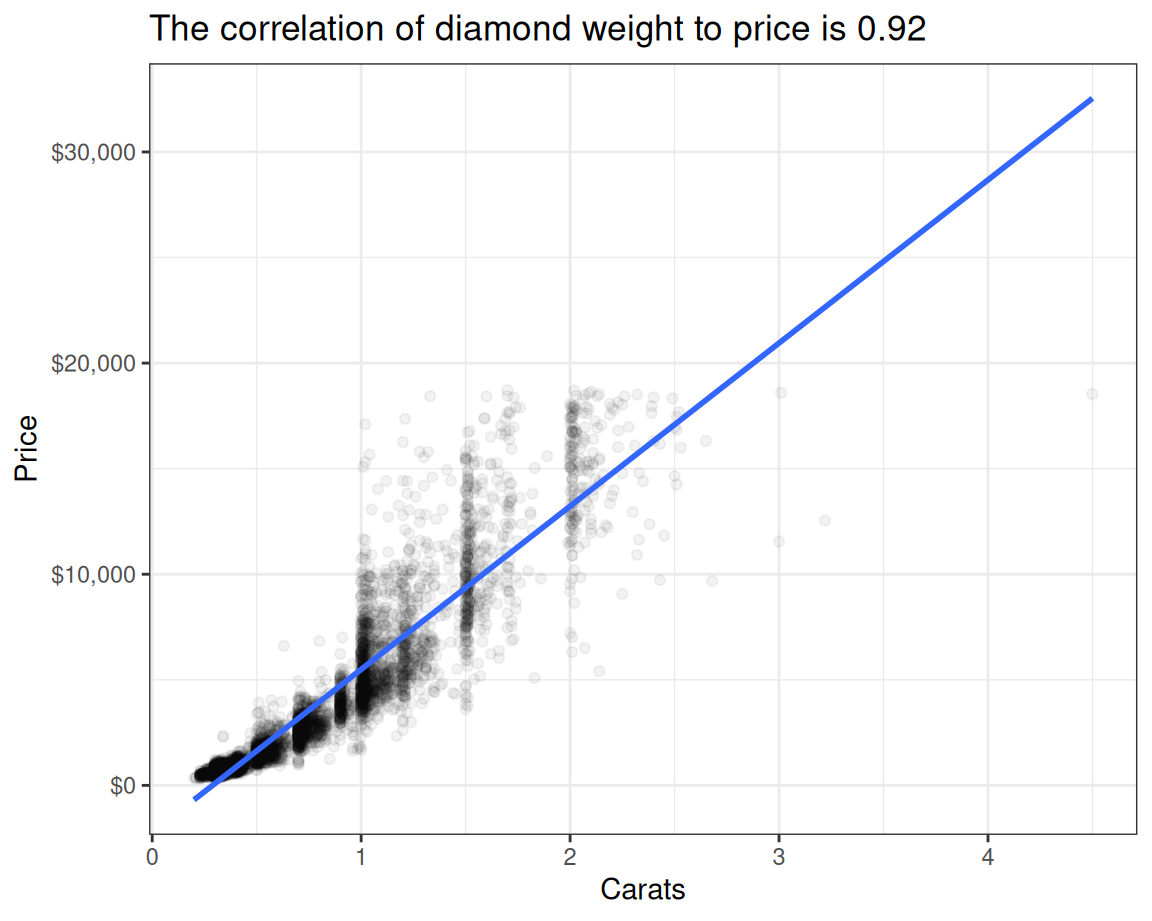 The correlation of diamond weight to price is 0.92
$30,000
$20,000
$10,000
$0
Price
0 1 2 3 4
Carats